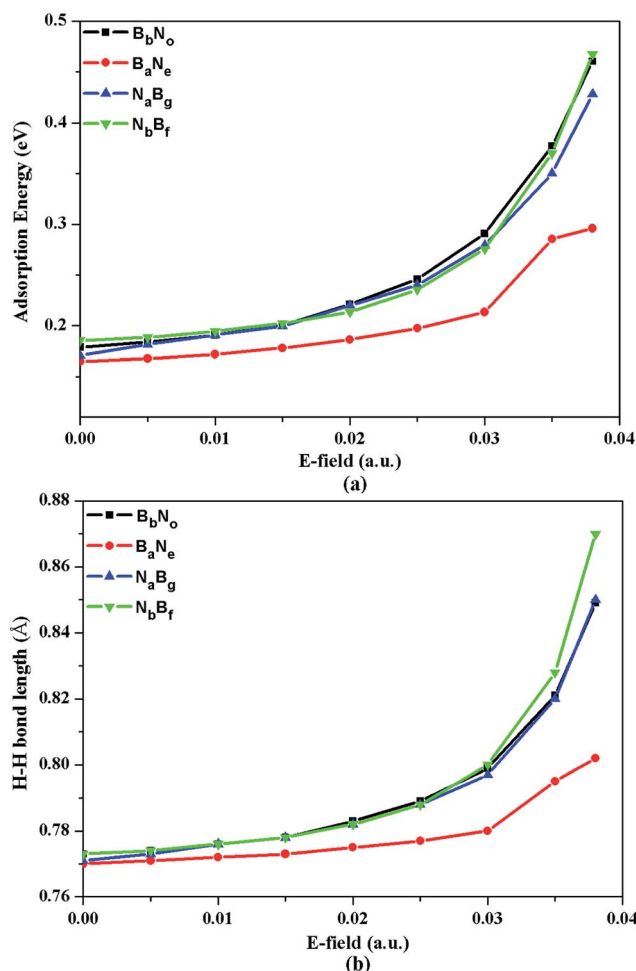 0.5
0.4
0.3
0.2
Adsorption Energy (eV)
BbNo
BaNe
NaBg
NbBf
0.00 0.01 0.02 0.03 0.04
E-field (a.u.)
(a)
0.88
0.86
0.84
0.82
0.80
0.78
0.76
H-H bond length (Å)
BbNo
BaNe
NaBg
NbBf
0.00 0.01 0.02 0.03 0.04
E-field (a.u.)
(b)